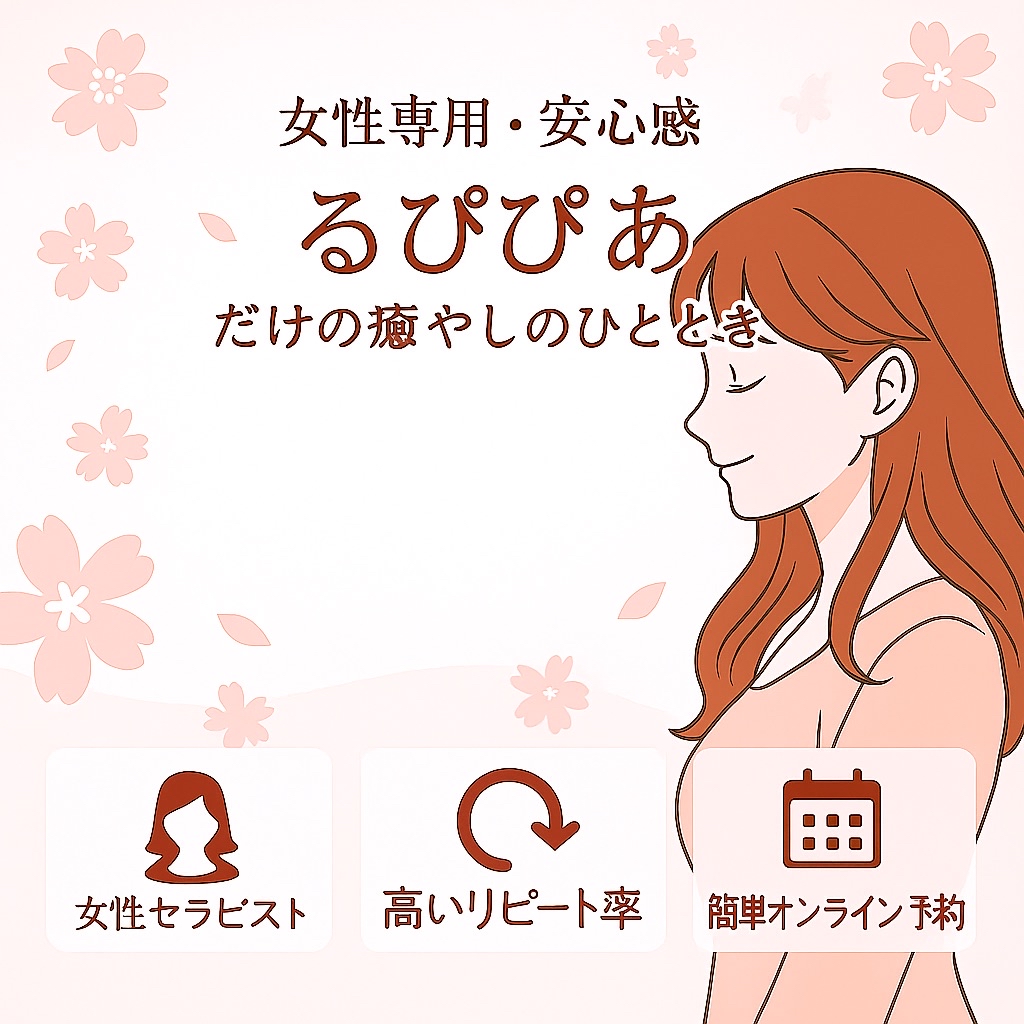 女性専用・安心感
るぴぴあ
だけの癒やしのひととき
女性セラピスト
高いリピート率
簡単オンライン予約